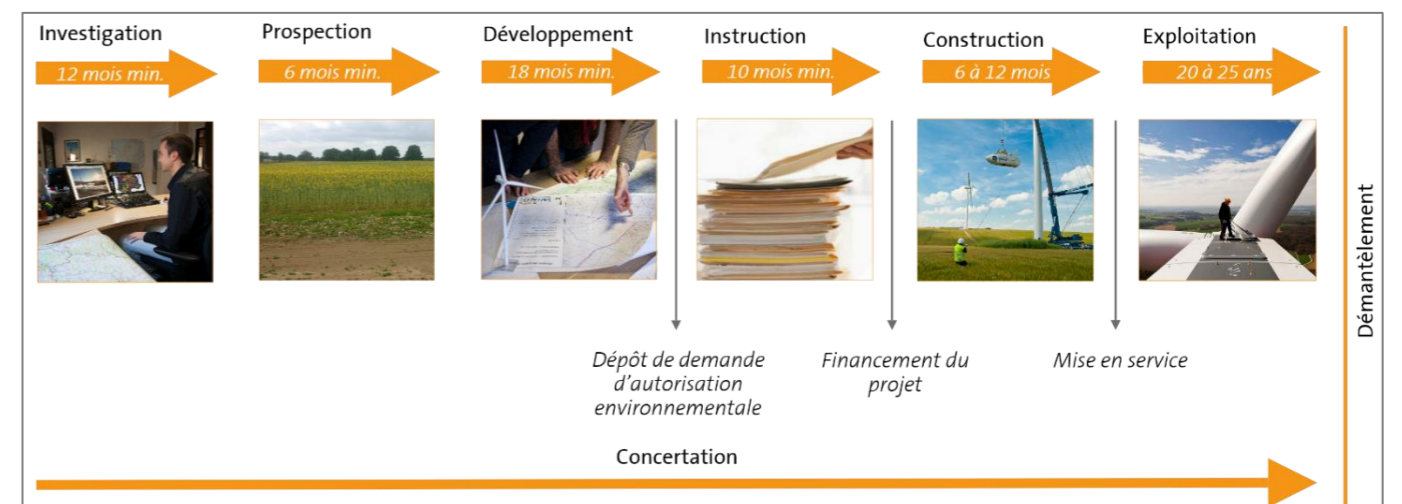 Investigation
Prospection
Développement
Instruction
Construction
Exploitation
12 mois min.
6 mois min.
18 mois min.
10 mois min.
6 à 12 mois
20 à 25 ans
Démantèlement
Dépôt de demande
d'autorisation
environnementale
Financement du
projet
Mise en service
Concertation